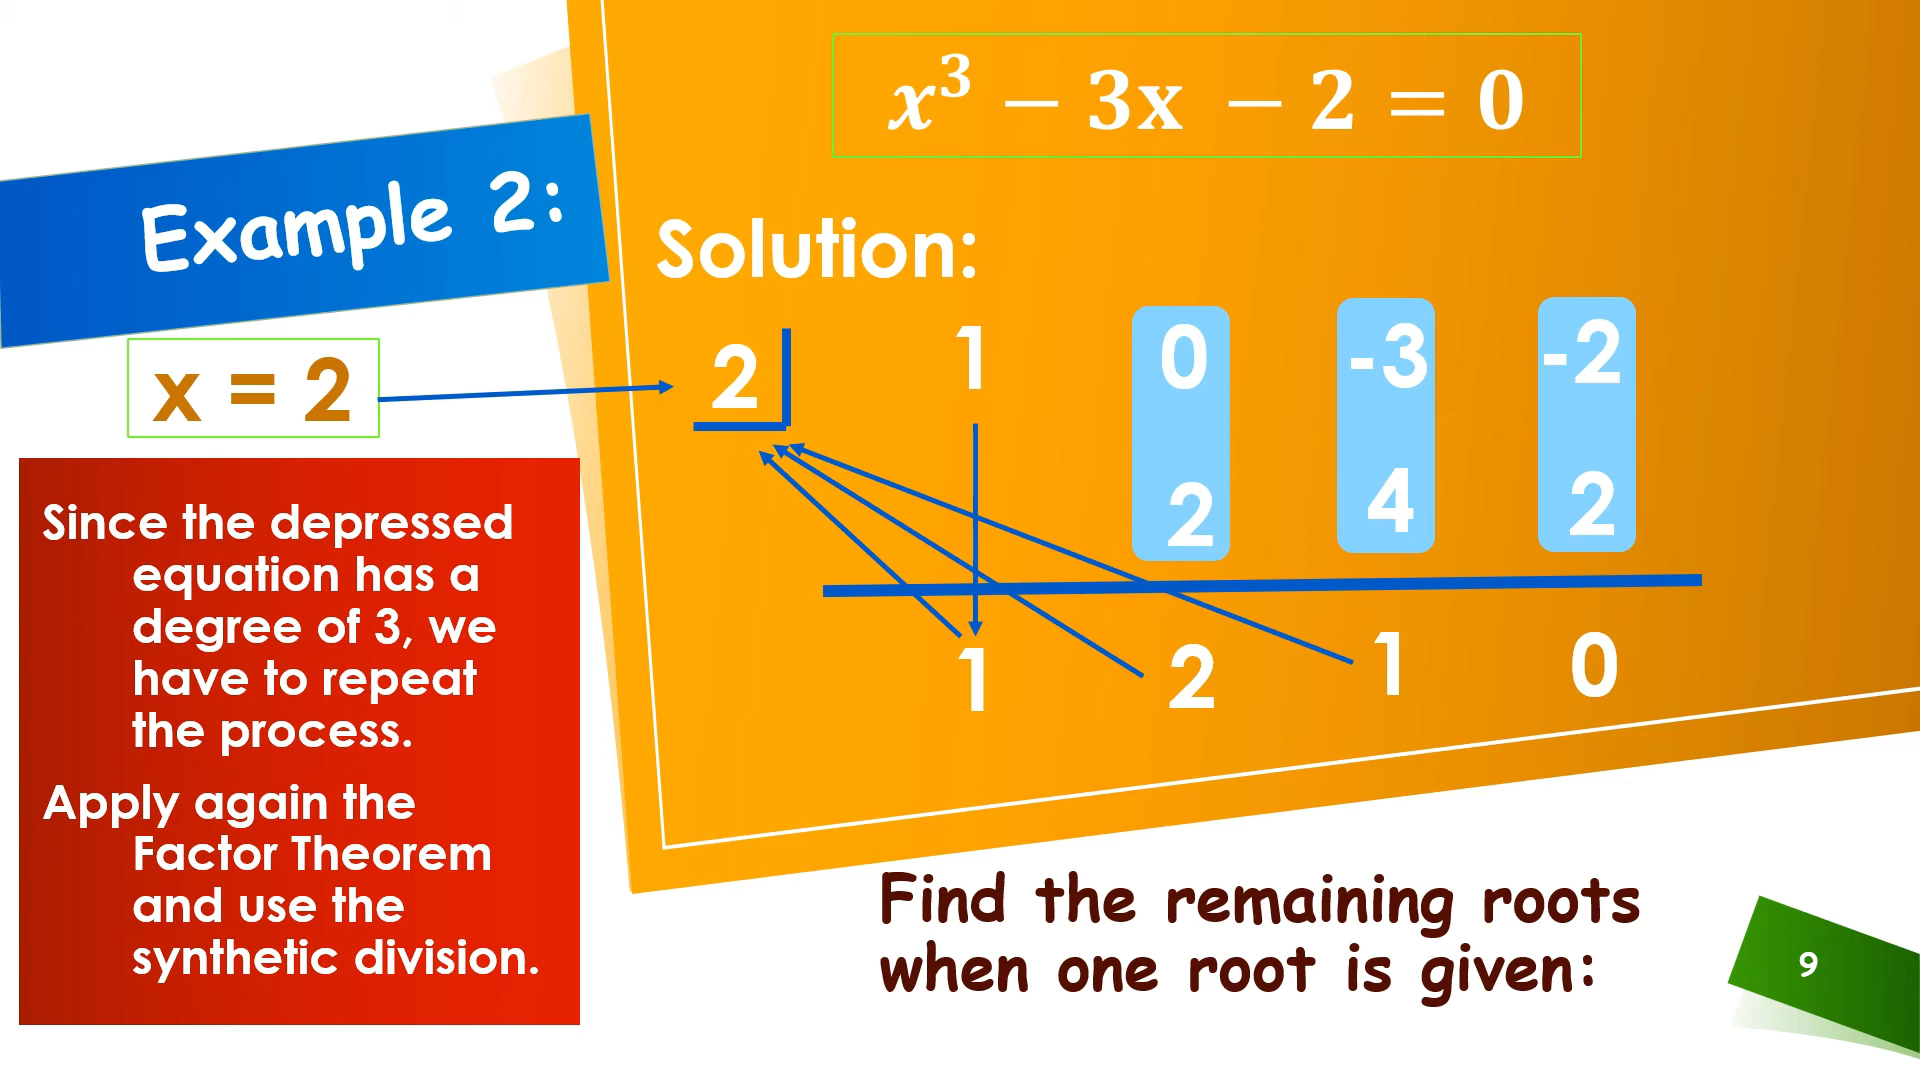 x³ − 3x − 2 = 0
Example 2:
Solution:
x = 2
2 1 0 -3 -2
2 4 2
1 2 1 0
Since the depressed
equation has a
degree of 3, we
have to repeat
the process.
Apply again the
Factor Theorem
and use the
synthetic division.
Find the remaining roots
when one root is given:
9